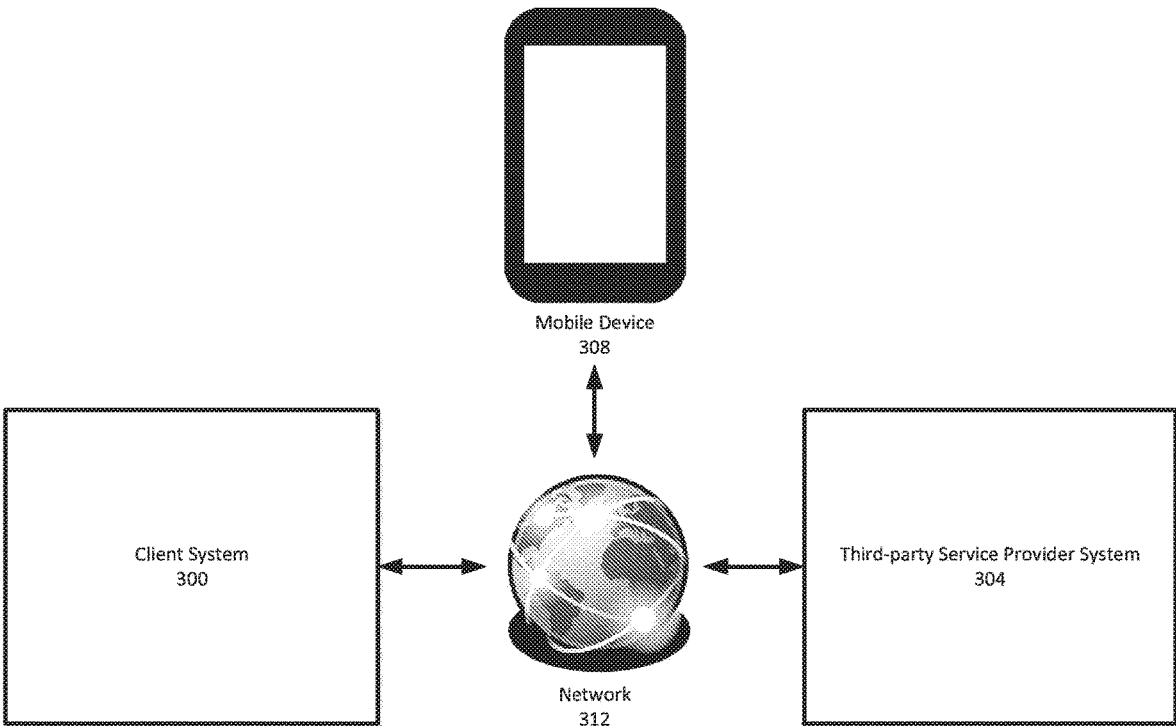 Mobile Device
308
Client System
300
Third-party Service Provider System
304
Network
312